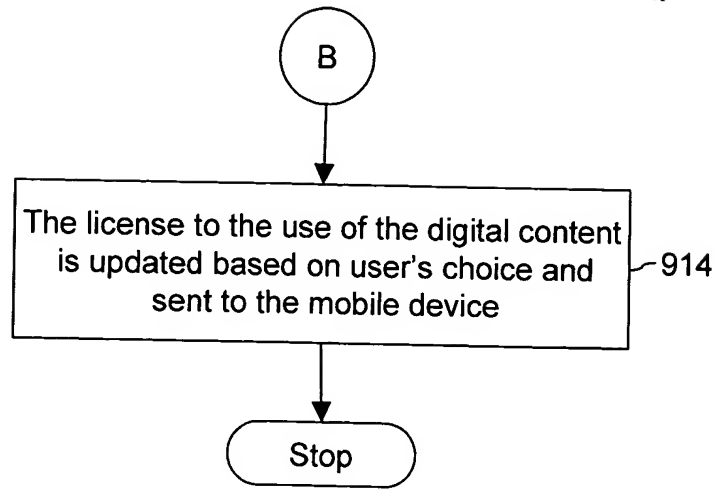 B
The license to the use of the digital content
is updated based on user's choice and
sent to the mobile device
914
Stop